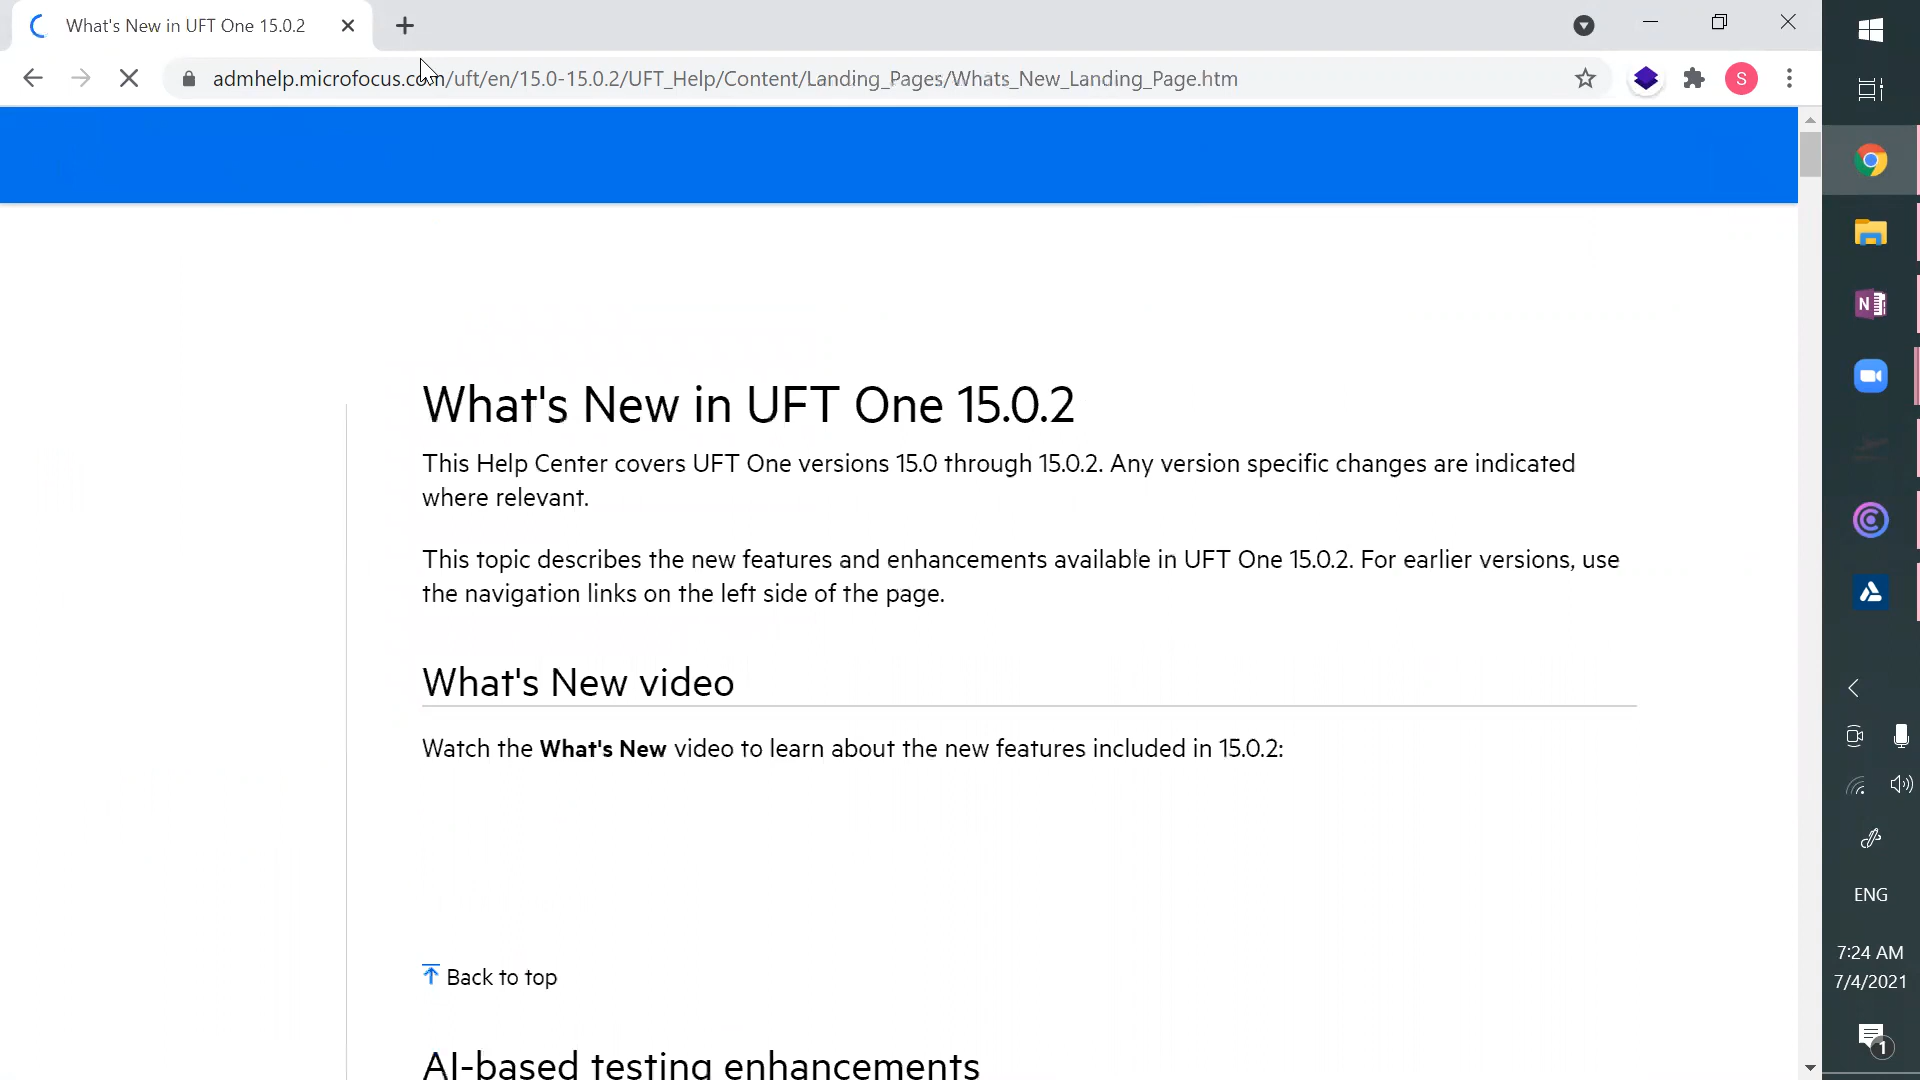 What's New in UFT One 15.0.2
admhelp.microfocus.com/uft/en/15.0-15.0.2/UFT_Help/Content/Landing_Pages/Whats_New_Landing_Page.htm
S
What's New in UFT One 15.0.2
This Help Center covers UFT One versions 15.0 through 15.0.2. Any version specific changes are indicated
where relevant.
This topic describes the new features and enhancements available in UFT One 15.0.2. For earlier versions, use
the navigation links on the left side of the page.
What's New video
Watch the What's New video to learn about the new features included in 15.0.2:
Back to top
AI-based testing enhancements
N
ENG
7:24 AM
7/4/2021
1